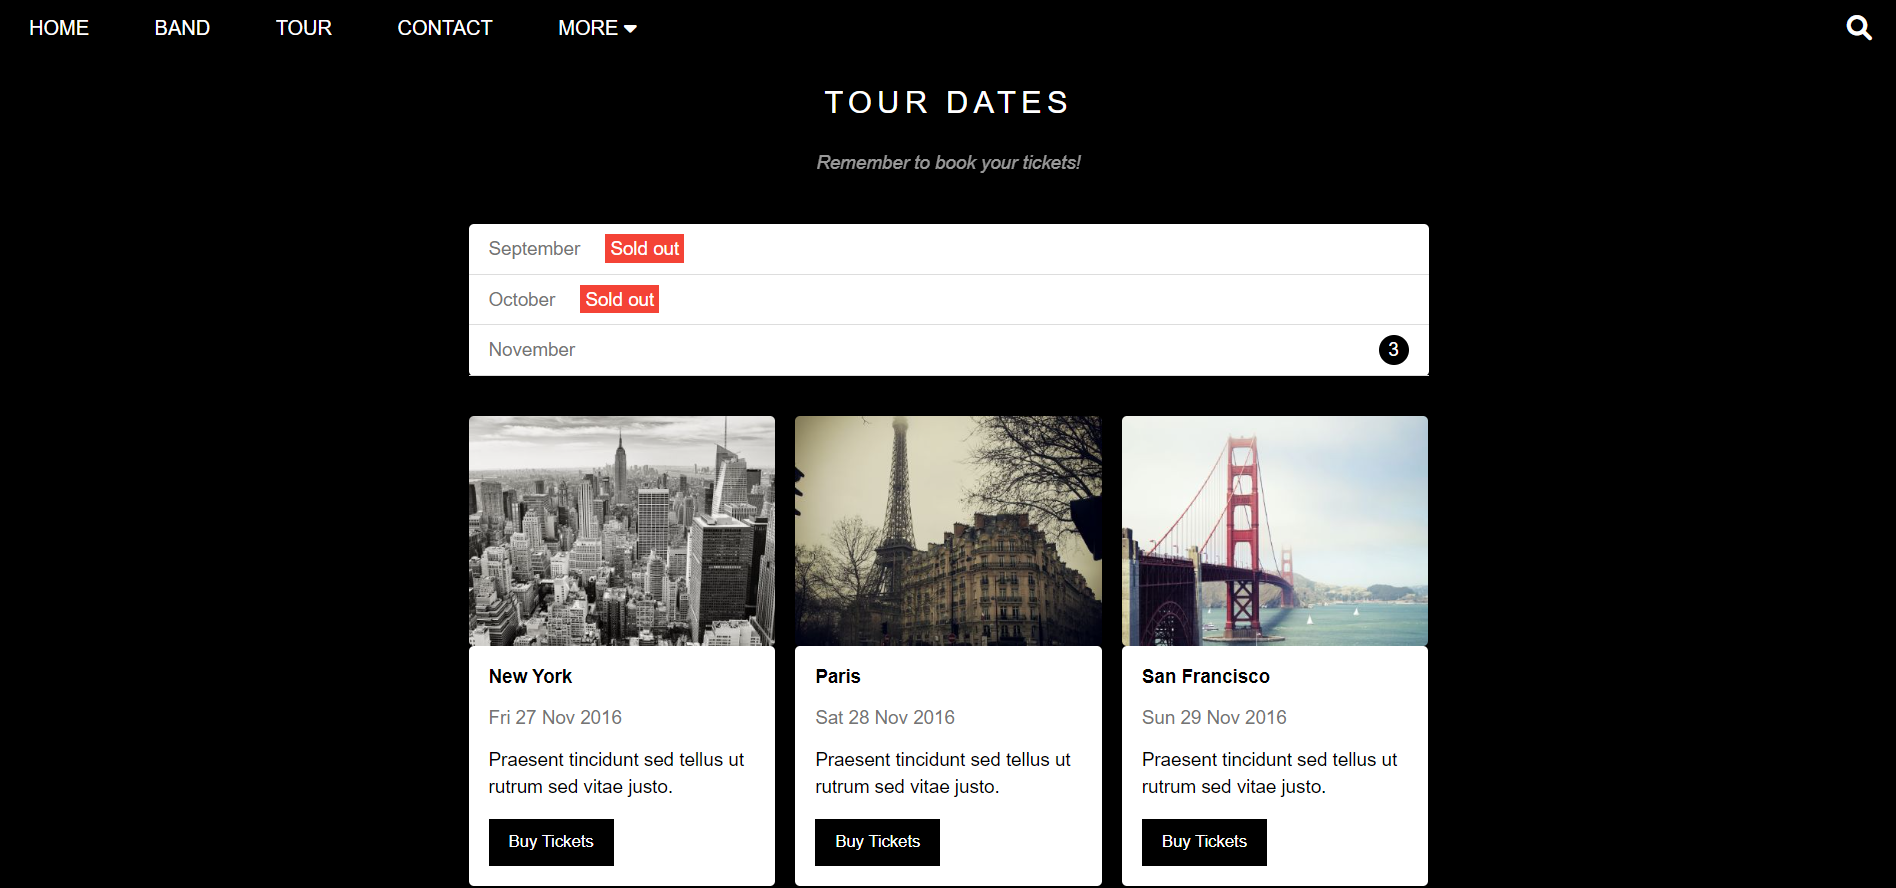 HOME BAND TOUR CONTACT MORE
TOUR DATES
Remember to book your tickets!
September Sold out
October Sold out
November 3
New York
Fri 27 Nov 2016
Praesent tincidunt sed tellus ut
rutrum sed vitae justo.
Buy Tickets
Paris
Sat 28 Nov 2016
Praesent tincidunt sed tellus ut
rutrum sed vitae justo.
Buy Tickets
San Francisco
Sun 29 Nov 2016
Praesent tincidunt sed tellus ut
rutrum sed vitae justo.
Buy Tickets